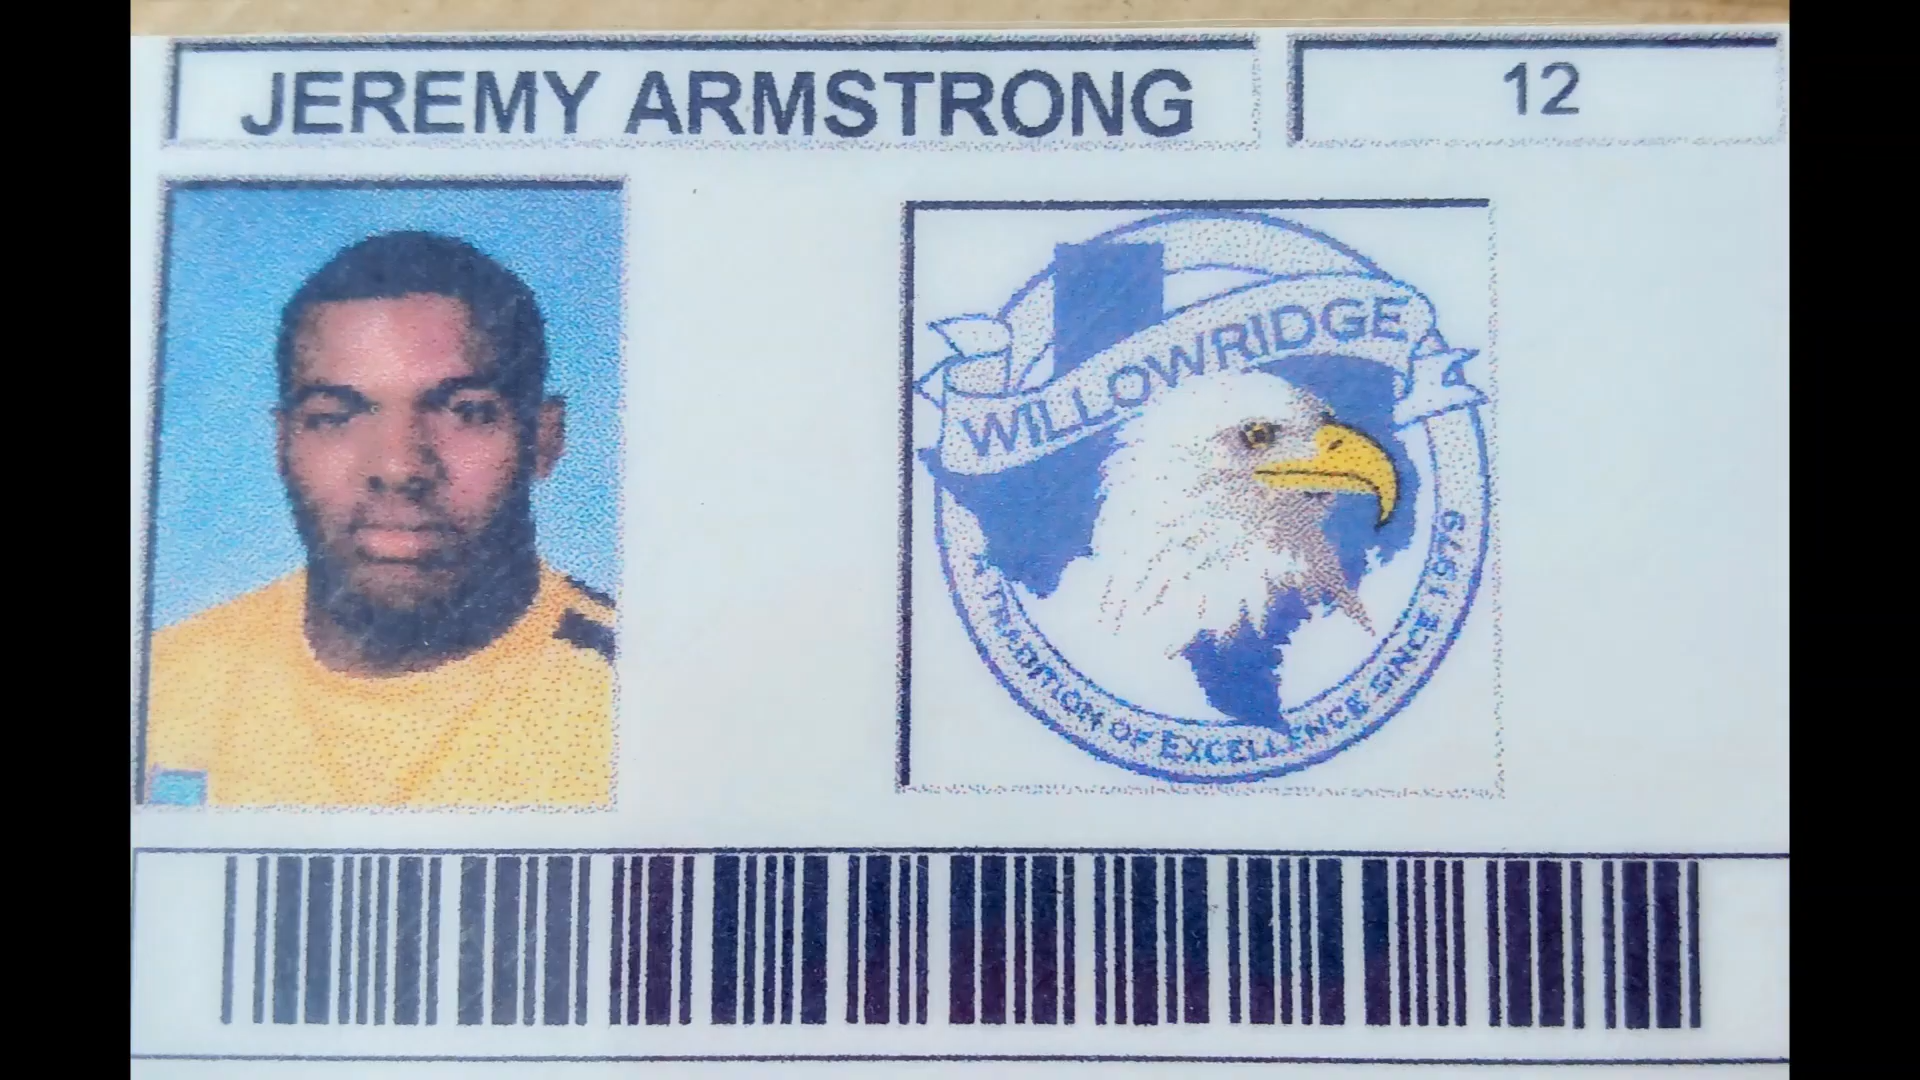 JEREMY ARMSTRONG
12
WILLOWRIDGE
TRADITION OF EXCELLENCE SINCE 1979